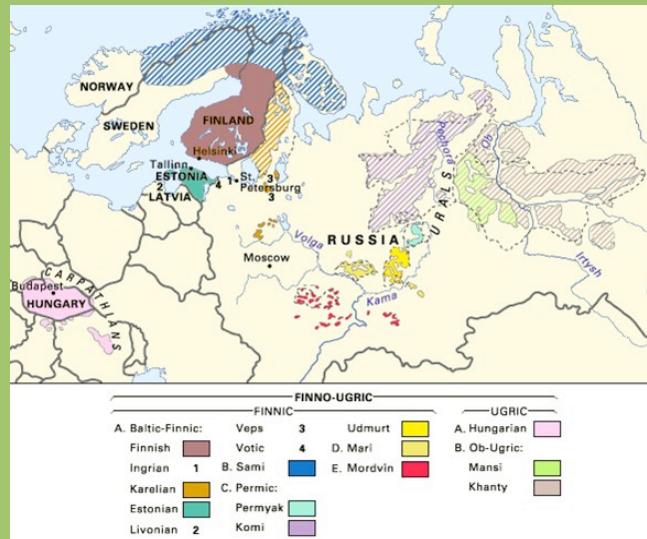 NORWAY
SWEDEN
FINLAND
Helsinki
Tallinn
ESTONIA
2
LATVIA
4
1
St.
Petersburg
3
3
Pechora
Ob
URALS
Volga
RUSSIA
Moscow
Kama
Irtysh
CARPATHIANS
Budapest
HUNGARY
FINNO-UGRIC
FINNIC
UGRIC
A. Baltic-Finnic:
Finnish
Ingrian 1
Karelian
Estonian
Livonian 2
Veps 3
Votic 4
B. Sami
C. Permic:
Permyak
Komi
Udmurt
D. Mari
E. Mordvin
A. Hungarian
B. Ob-Ugric:
Mansi
Khanty